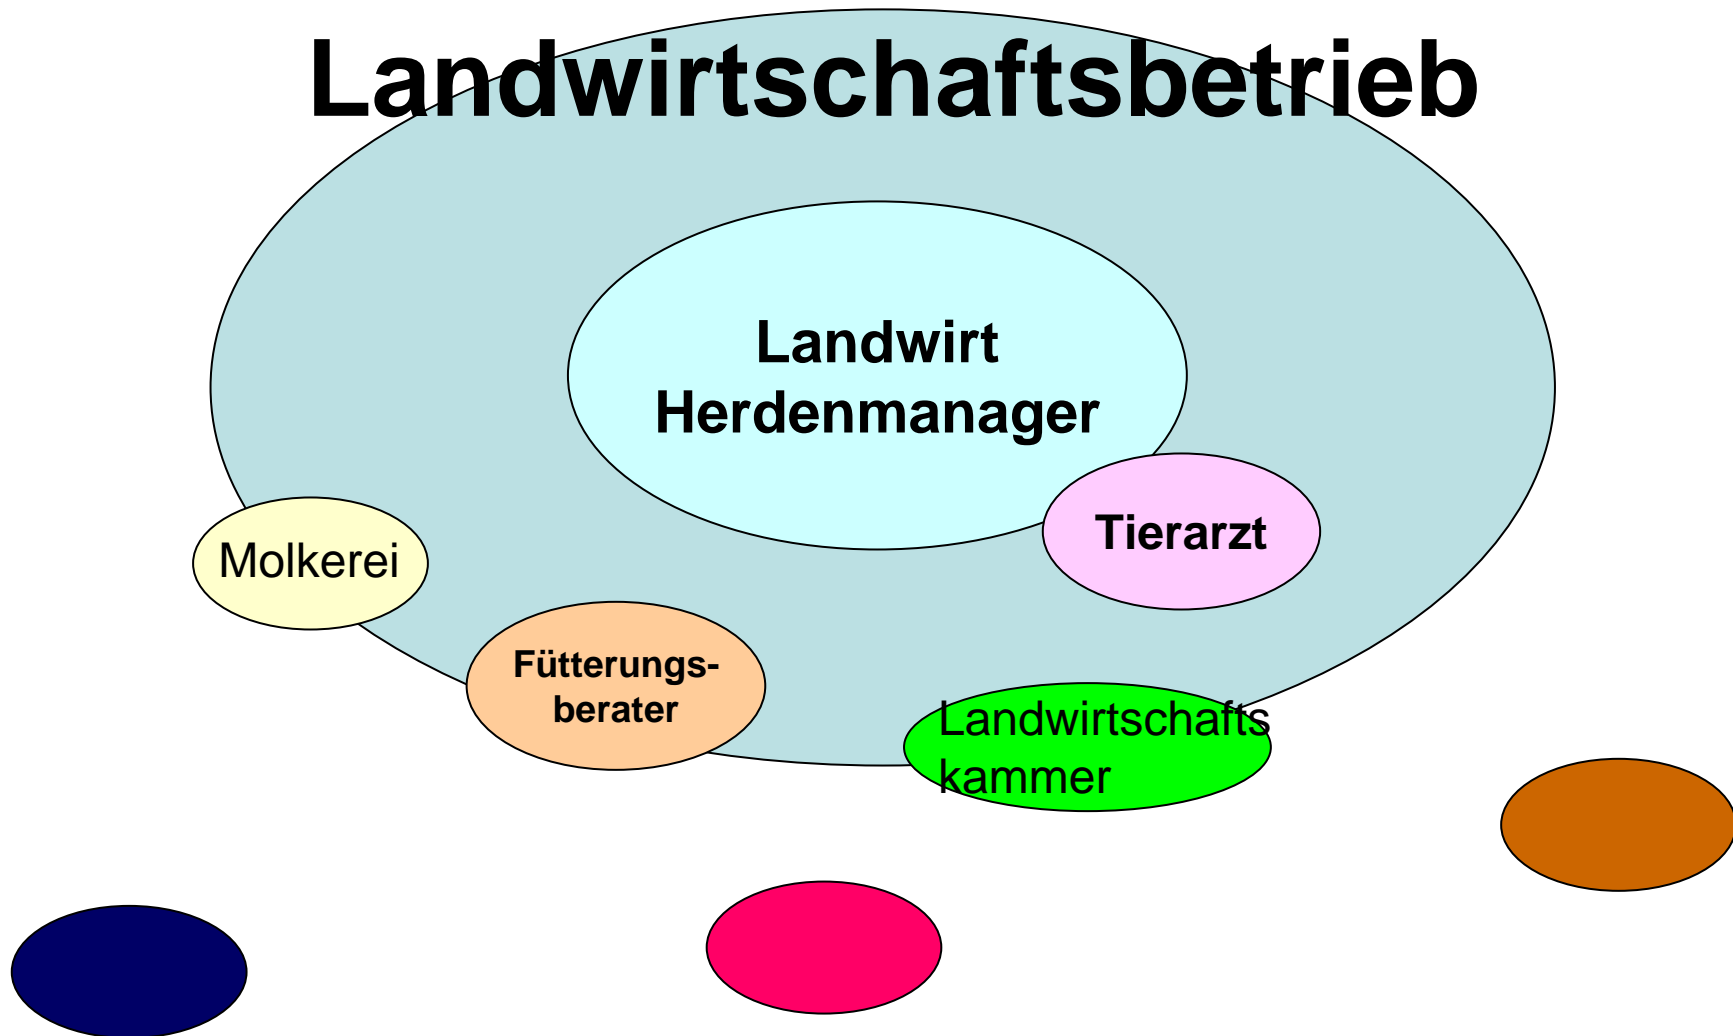 Landwirtschaftsbetrieb
Landwirt
Herdenmanager
Tierarzt
Molkerei
Fütterungs-
berater
Landwirtschafts
kammer